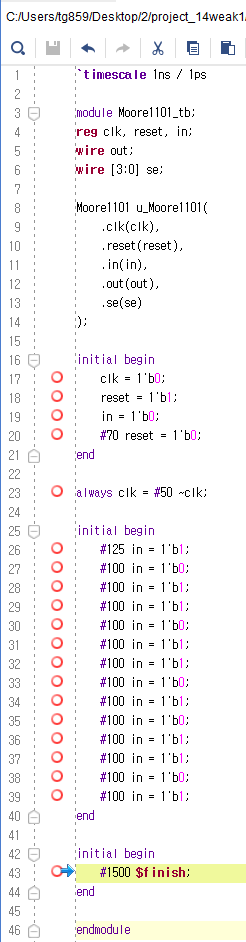 C:/Users/tg859/Desktop/2/project_14weak1/
1 `timescale 1ns / 1ps
2
3 module Moore1101_tb;
4 reg clk, reset, in;
5 wire out;
6 wire [3:0] se;
7
8 Moore1101 u_Moore1101(
9 .clk(clk),
10 .reset(reset),
11 .in(in),
12 .out(out),
13 .se(se)
14 );
15
16 initial begin
17 clk = 1'b0;
18 reset = 1'b1;
19 in = 1'b0;
20 #70 reset = 1'b0;
21 end
22
23 always clk = #50 ~clk;
24
25 initial begin
26 #125 in = 1'b1;
27 #100 in = 1'b0;
28 #100 in = 1'b1;
29 #100 in = 1'b1;
30 #100 in = 1'b0;
31 #100 in = 1'b1;
32 #100 in = 1'b1;
33 #100 in = 1'b0;
34 #100 in = 1'b1;
35 #100 in = 1'b0;
36 #100 in = 1'b1;
37 #100 in = 1'b1;
38 #100 in = 1'b0;
39 #100 in = 1'b1;
40 end
41
42 initial begin
43 #1500 $finish;
44 end
45
46 endmodule